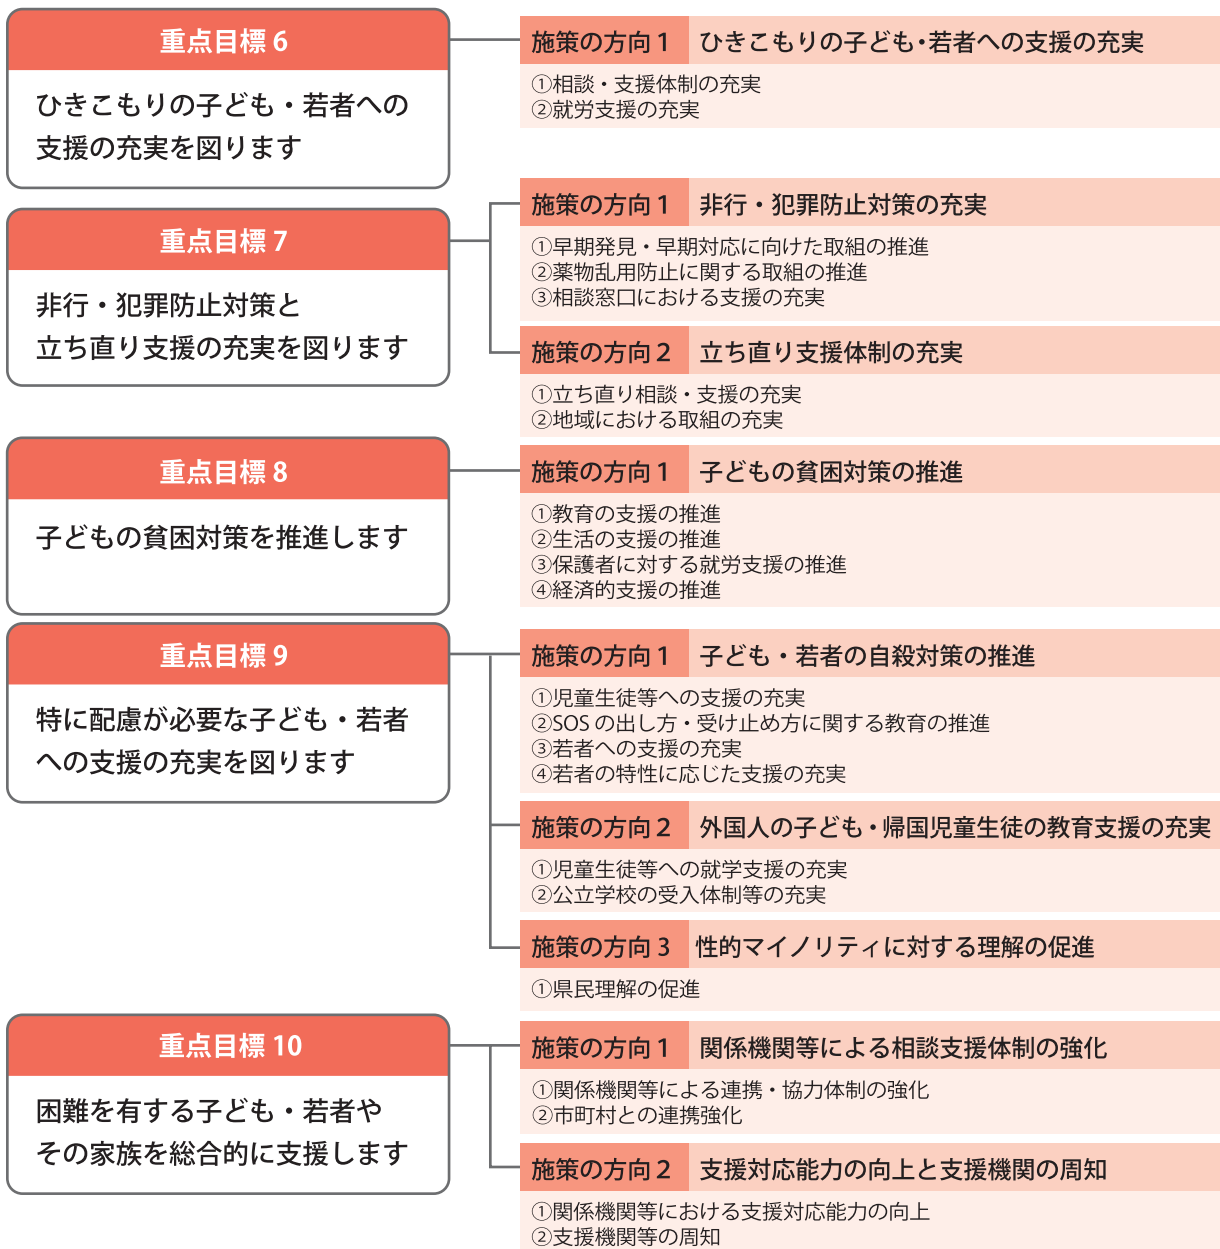 重点目標 6
ひきこもりの子ども・若者への
支援の充実を図ります
施策の方向 1 ひきこもりの子ども・若者への支援の充実
①相談・支援体制の充実
②就労支援の充実
重点目標 7
非行・犯罪防止対策と
立ち直り支援の充実を図ります
施策の方向 1 非行・犯罪防止対策の充実
①早期発見・早期対応に向けた取組の推進
②薬物乱用防止に関する取組の推進
③相談窓口における支援の充実
施策の方向 2 立ち直り支援体制の充実
①立ち直り相談・支援の充実
②地域における取組の充実
重点目標 8
子どもの貧困対策を推進します
施策の方向 1 子どもの貧困対策の推進
①教育の支援の推進
②生活の支援の推進
③保護者に対する就労支援の推進
④経済的支援の推進
重点目標 9
特に配慮が必要な子ども・若者
への支援の充実を図ります
施策の方向 1 子ども・若者の自殺対策の推進
①児童生徒等への支援の充実
②SOS の出し方・受け止め方に関する教育の推進
③若者への支援の充実
④若者の特性に応じた支援の充実
施策の方向 2 外国人の子ども・帰国児童生徒の教育支援の充実
①児童生徒等への就学支援の充実
②公立学校の受入体制等の充実
施策の方向 3 性的マイノリティに対する理解の促進
①県民理解の促進
重点目標 10
困難を有する子ども・若者や
その家族を総合的に支援します
施策の方向 1 関係機関等による相談支援体制の強化
①関係機関等による連携・協力体制の強化
②市町村との連携強化
施策の方向 2 支援対応能力の向上と支援機関の周知
①関係機関等における支援対応能力の向上
②支援機関等の周知